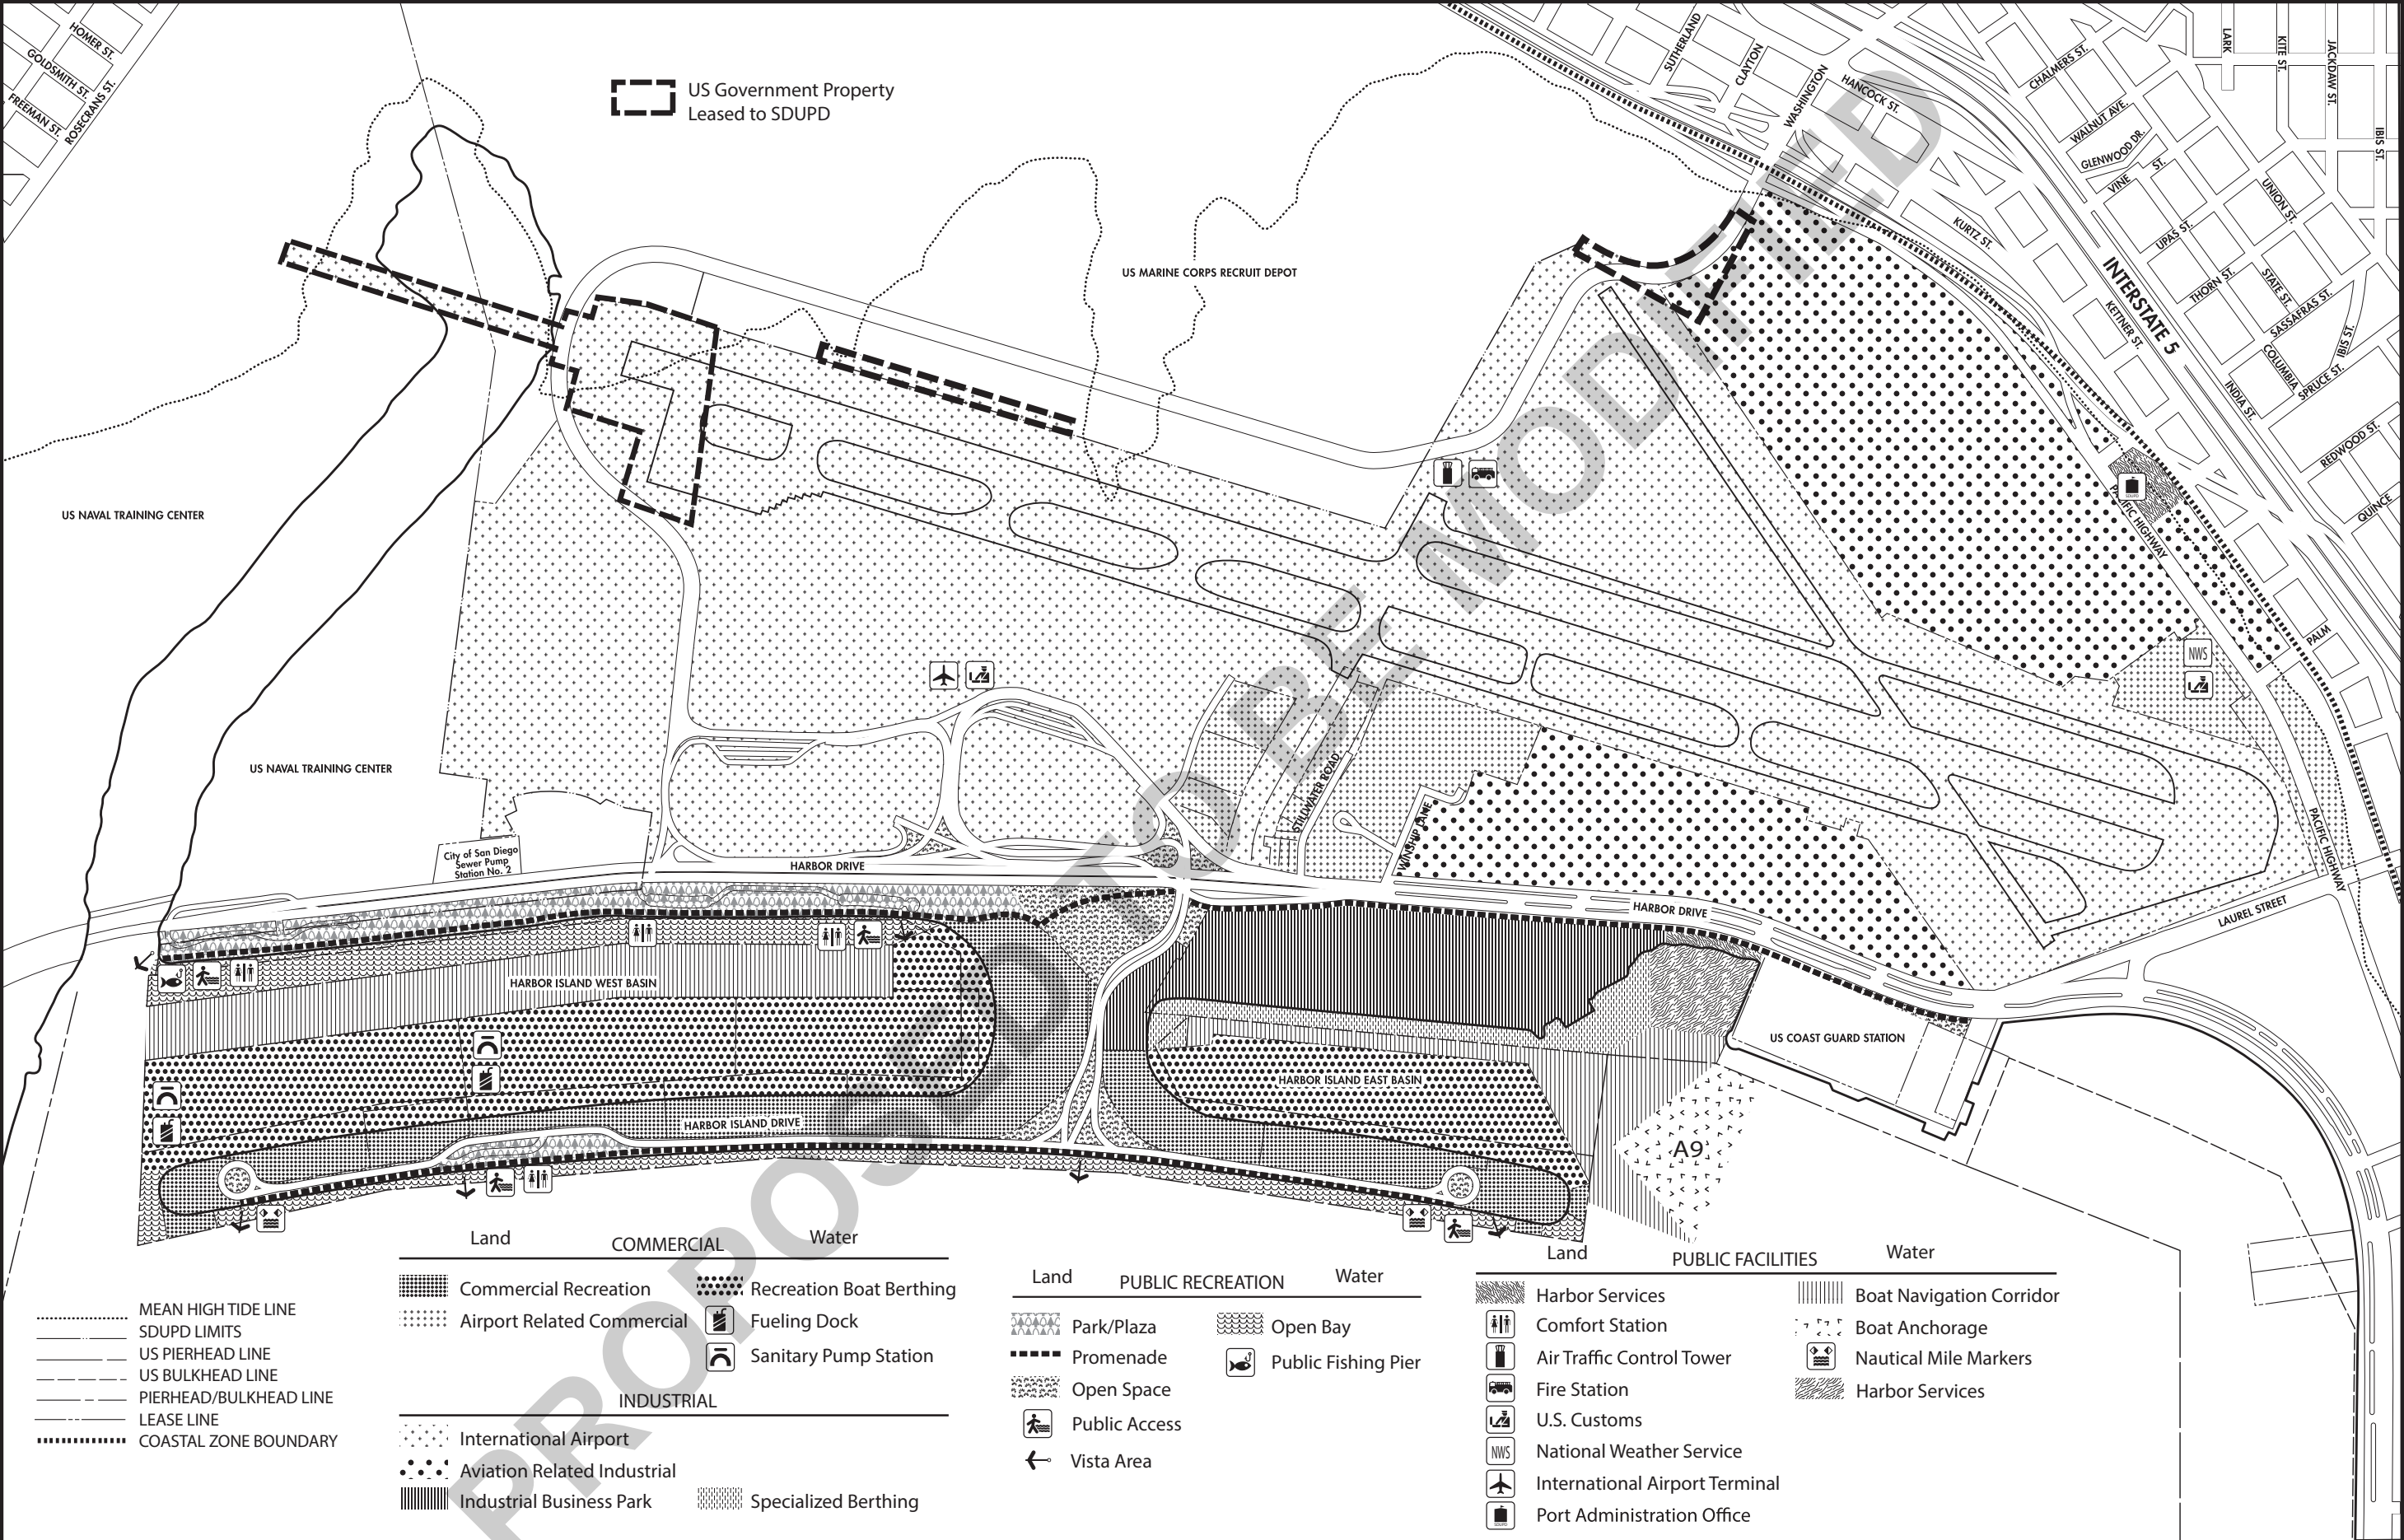 HOMER ST.
GOLDSMITH ST.
FREEMAN ST.
ROSECRANS ST.
US Government Property
Leased to SDUPD
SUTHERLAND
CLAYTON
WASHINGTON
HANCOCK ST.
CHALMERS ST.
WALNUT AVE.
GLENWOOD DR.
VINE ST.
LARK
KITE ST.
JACKDAW ST.
IBIS ST.
UNION ST.
UPAS ST.
KURTZ ST.
INTERSTATE 5
THORN ST.
STATE ST.
SASSAFRAS ST.
KETTNER ST.
COLUMBIA
IBIS ST.
SPRUCE ST.
INDIA ST.
REDWOOD ST.
QUINCE
US MARINE CORPS RECRUIT DEPOT
PACIFIC HIGHWAY
US NAVAL TRAINING CENTER
PALM
NWS
US NAVAL TRAINING CENTER
STILLWATER ROAD
WINSHIP LANE
PACIFIC HIGHWAY
City of San Diego
Sewer Pump
Station No. 2
HARBOR DRIVE
HARBOR DRIVE
LAUREL STREET
HARBOR ISLAND WEST BASIN
US COAST GUARD STATION
HARBOR ISLAND EAST BASIN
HARBOR ISLAND DRIVE
A9
PROPOSED TO BE MODIFIED
MEAN HIGH TIDE LINE
SDUPD LIMITS
US PIERHEAD LINE
US BULKHEAD LINE
PIERHEAD/BULKHEAD LINE
LEASE LINE
COASTAL ZONE BOUNDARY
Land COMMERCIAL Water
Commercial Recreation Recreation Boat Berthing
Airport Related Commercial Fueling Dock
Sanitary Pump Station
INDUSTRIAL
International Airport
Aviation Related Industrial
Industrial Business Park Specialized Berthing
Land PUBLIC RECREATION Water
Park/Plaza Open Bay
Promenade Public Fishing Pier
Open Space
Public Access
Vista Area
Land PUBLIC FACILITIES Water
Harbor Services Boat Navigation Corridor
Comfort Station Boat Anchorage
Air Traffic Control Tower Nautical Mile Markers
Fire Station Harbor Services
U.S. Customs
NWS National Weather Service
International Airport Terminal
Port Administration Office